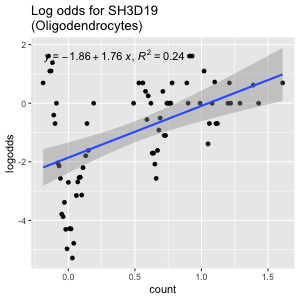 Log odds for SH3D19
(Oligodendrocytes)
y = −1.86 + 1.76 x, R² = 0.24
2
0
-2
-4
logodds
0.0 0.5 1.0 1.5
count